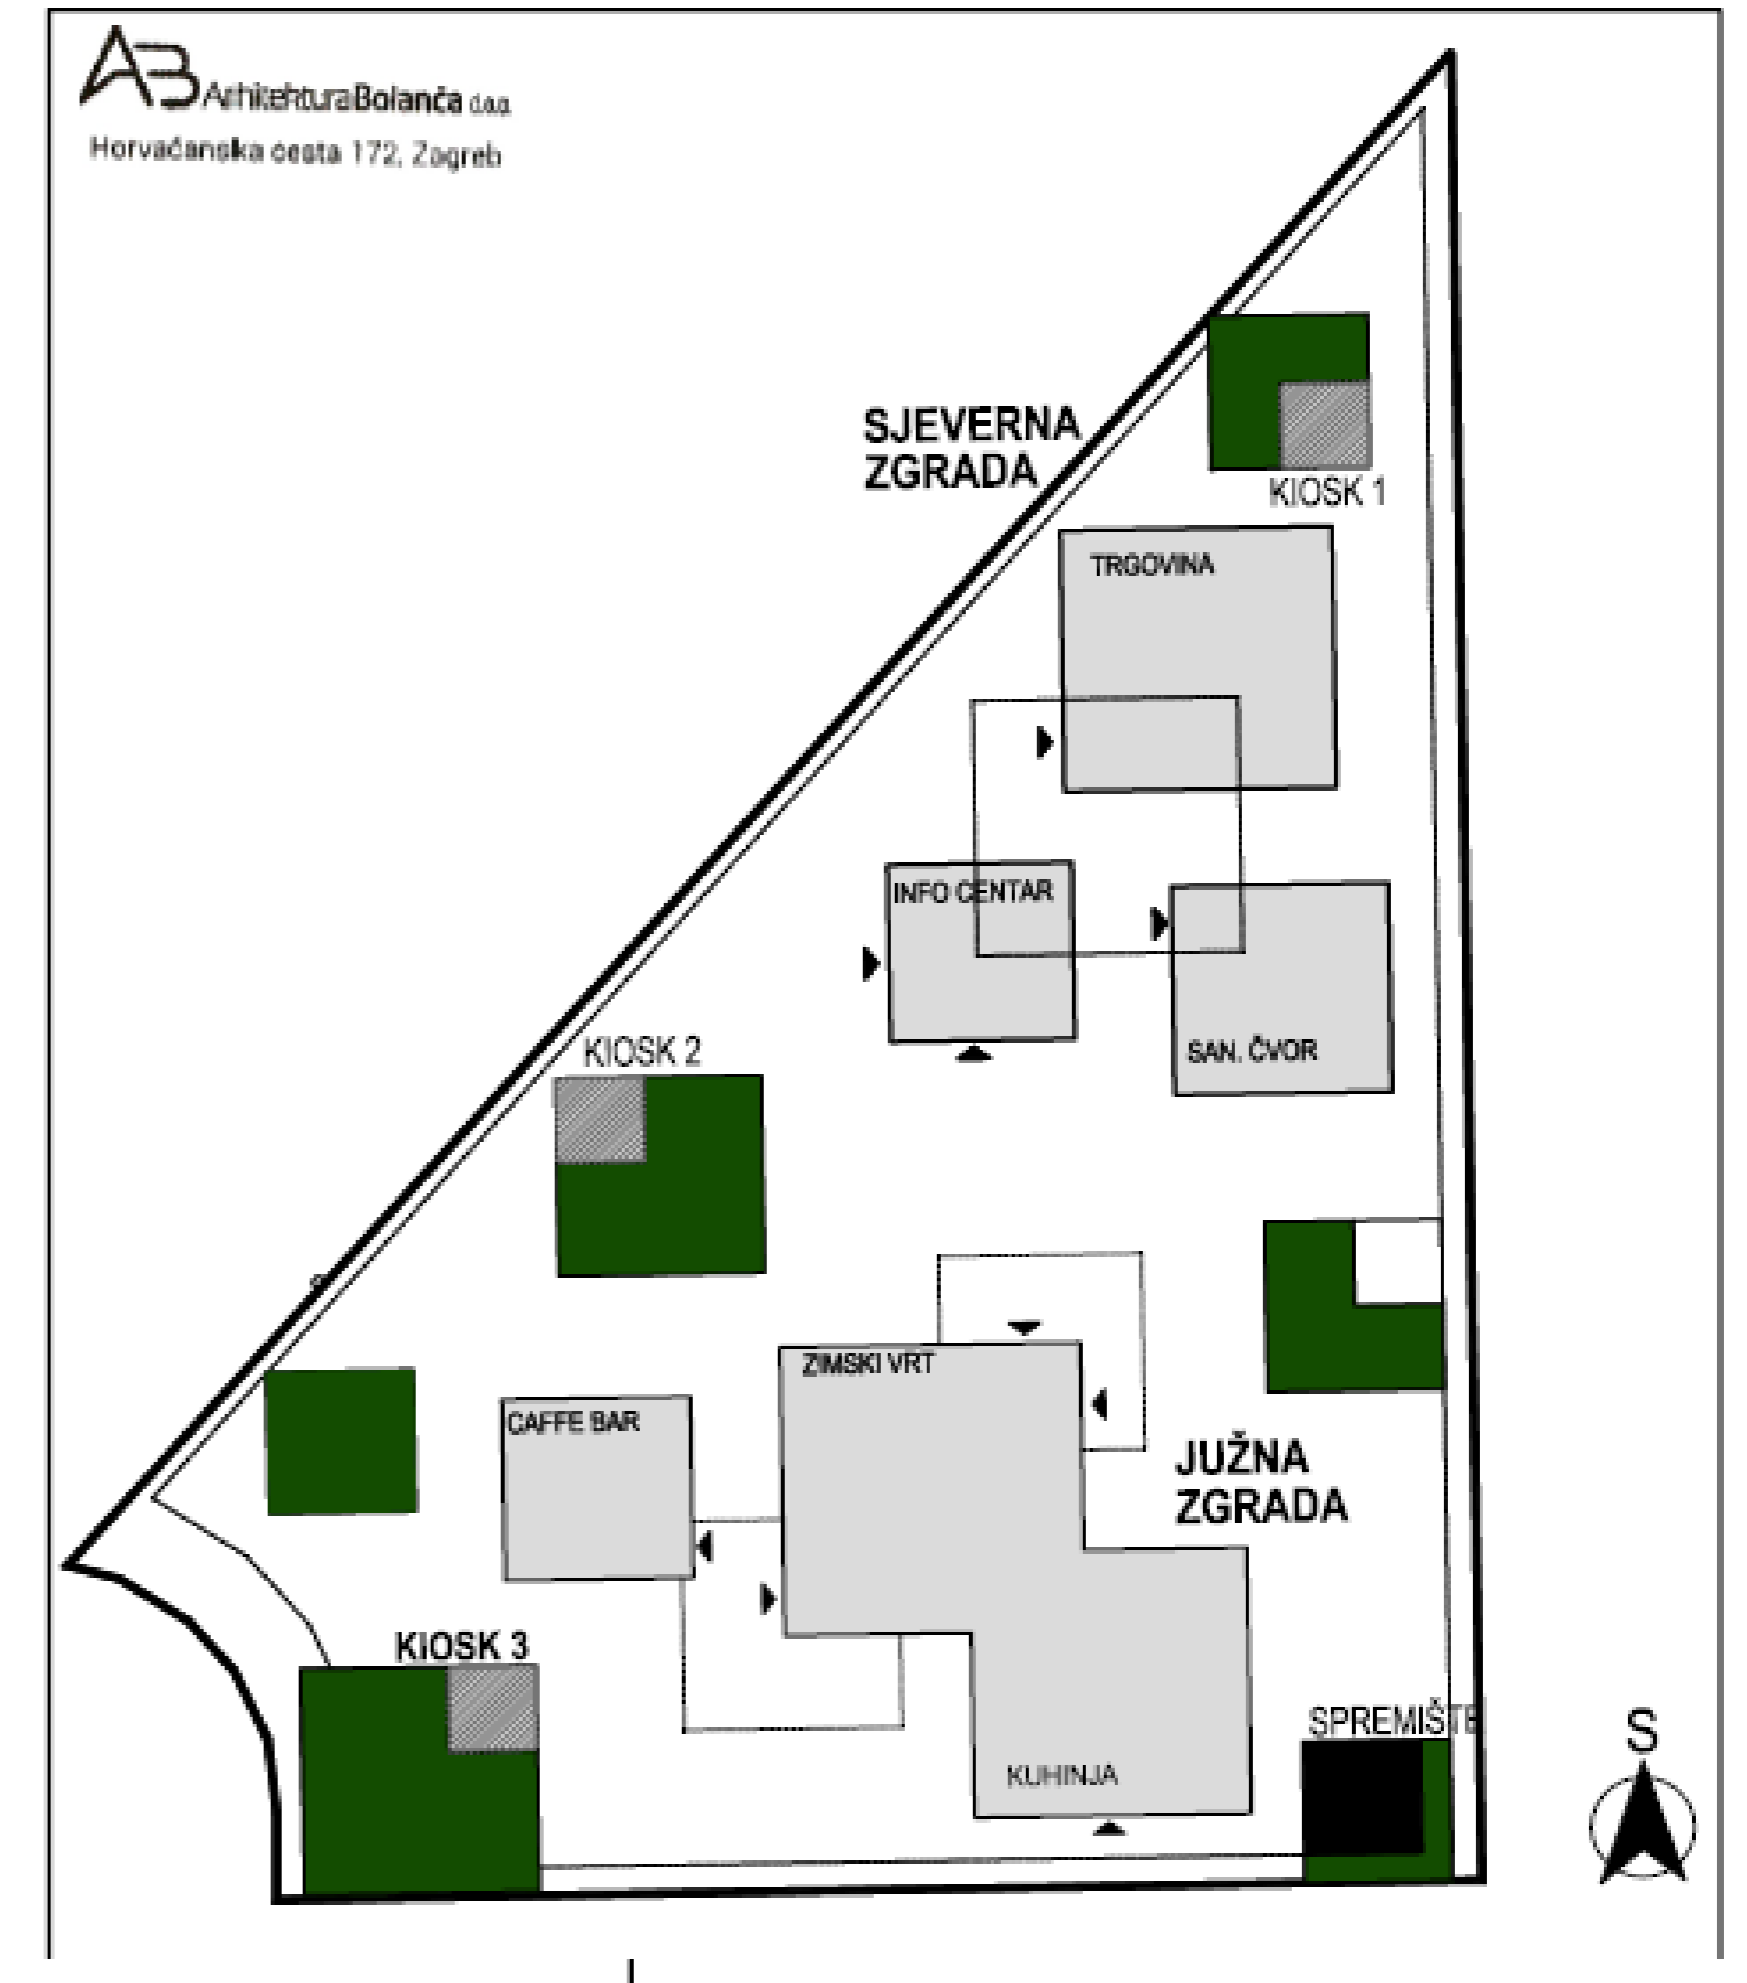 AB ArhitekturaBolanča d.o.o.
Horvaćanska cesta 172, Zagreb
SJEVERNA
ZGRADA
KIOSK 1
TRGOVINA
INFO CENTAR
SAN. ČVOR
KIOSK 2
ZIMSKI VRT
CAFFE BAR
JUŽNA
ZGRADA
KIOSK 3
SPREMIŠTE
S
KUHINJA